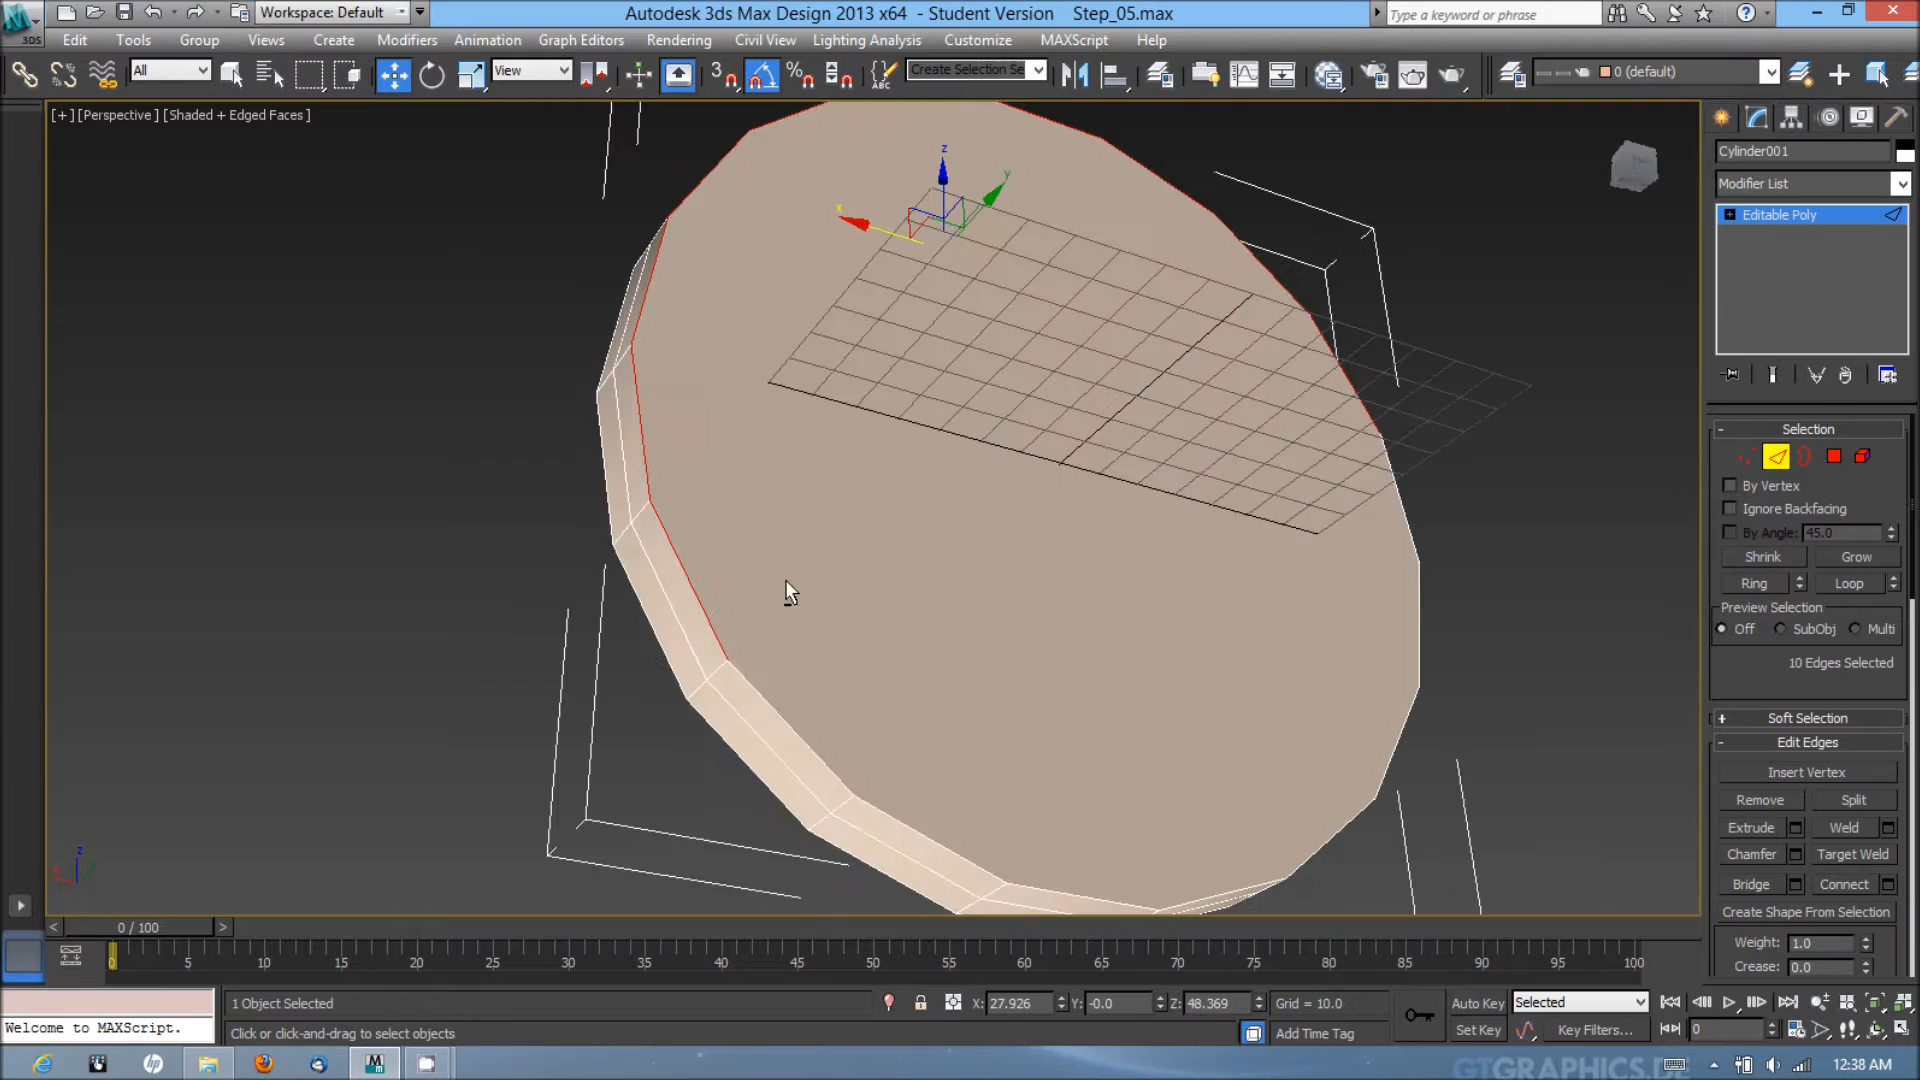 Workspace: Default
Autodesk 3ds Max Design 2013 x64 - Student Version Step_05.max
Type a keyword or phrase
3DS
Edit Tools Group Views Create Modifiers Animation Graph Editors Rendering Civil View Lighting Analysis Customize MAXScript Help
All View 3 % ABC Create Selection Se 0 (default)
[+] [Perspective] [Shaded + Edged Faces]
Cylinder001
Modifier List
Editable Poly
z
y
x
Selection
By Vertex
Ignore Backfacing
By Angle: 45.0
Shrink Grow
Ring Loop
Preview Selection
Off SubObj Multi
10 Edges Selected
Soft Selection
Edit Edges
Insert Vertex
Remove Split
Extrude Weld
Chamfer Target Weld
Bridge Connect
Create Shape From Selection
Weight: 1.0
Crease: 0.0
z
0 / 100
0 5 10 15 20 25 30 35 40 45 50 55 60 65 70 75 80 85 90 95 100
1 Object Selected X: 27.926 Y: -0.0 Z: 48.369 Grid = 10.0 Auto Key Selected
Welcome to MAXScript. Click or click-and-drag to select objects Add Time Tag Set Key Key Filters... 0
GTGRAPHICS.DE 12:38 AM